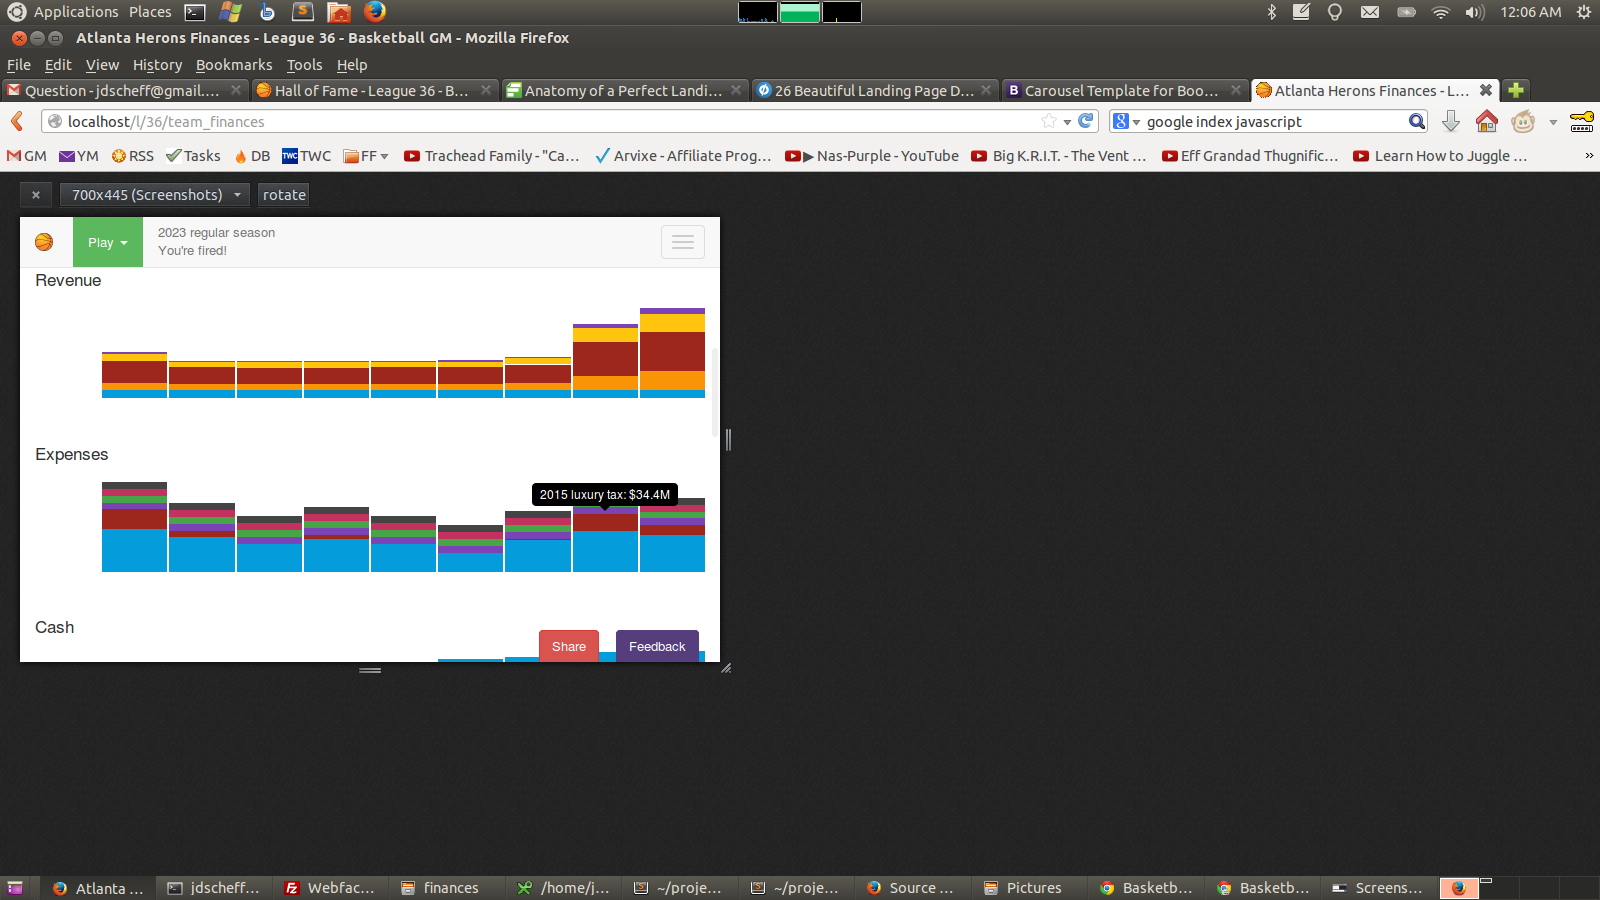 Applications Places 12:06 AM
Atlanta Herons Finances - League 36 - Basketball GM - Mozilla Firefox
File Edit View History Bookmarks Tools Help
Question - jdscheff@gmail.... Hall of Fame - League 36 - B... Anatomy of a Perfect Landi... 26 Beautiful Landing Page D... B Carousel Template for Boo... Atlanta Herons Finances - L...
localhost/l/36/team_finances 8 google index javascript
GM YM RSS Tasks DB TWC TWC FF Trachead Family - "Ca... Arvixe - Affiliate Prog... ▶ Nas-Purple - YouTube Big K.R.I.T. - The Vent ... Eff Grandad Thugnific... Learn How to Juggle ... »
× 700x445 (Screenshots) rotate
Play 2023 regular season
You're fired!
Revenue
Expenses
2015 luxury tax: $34.4M
Cash
Share Feedback
Atlanta ... jdscheff... Fz Webfac... finances /home/j... ~/proje... ~/proje... Source ... Pictures Basketb... Basketb... Screens...